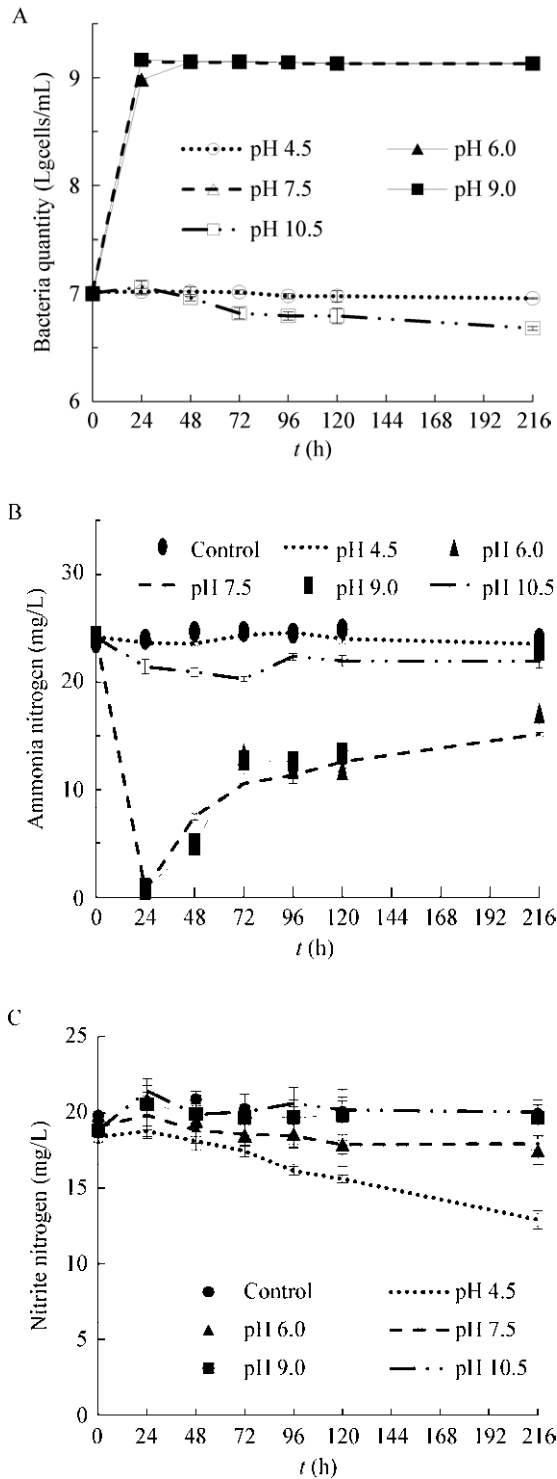 A
Bacteria quantity (Lgcells/mL)
9
8
7
6
pH 4.5
pH 6.0
pH 7.5
pH 9.0
pH 10.5
0 24 48 72 96 120 144 168 192 216
t (h)
B
Ammonia nitrogen (mg/L)
30
20
10
0
Control
pH 4.5
pH 6.0
pH 7.5
pH 9.0
pH 10.5
0 24 48 72 96 120 144 168 192 216
t (h)
C
Nitrite nitrogen (mg/L)
25
20
15
10
5
0
Control
pH 4.5
pH 6.0
pH 7.5
pH 9.0
pH 10.5
0 24 48 72 96 120 144 168 192 216
t (h)